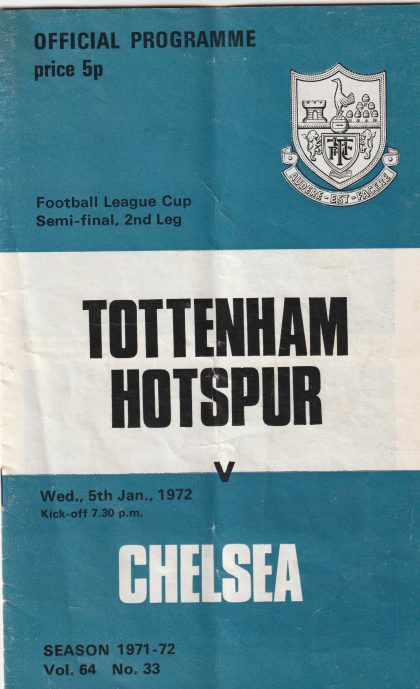 OFFICIAL PROGRAMME
price 5p
AUDERE-EST-FACERE
Football League Cup
Semi-final, 2nd Leg
TOTTENHAM
HOTSPUR
v
Wed., 5th Jan., 1972
Kick-off 7.30 p.m.
CHELSEA
SEASON 1971-72
Vol. 64 No. 33